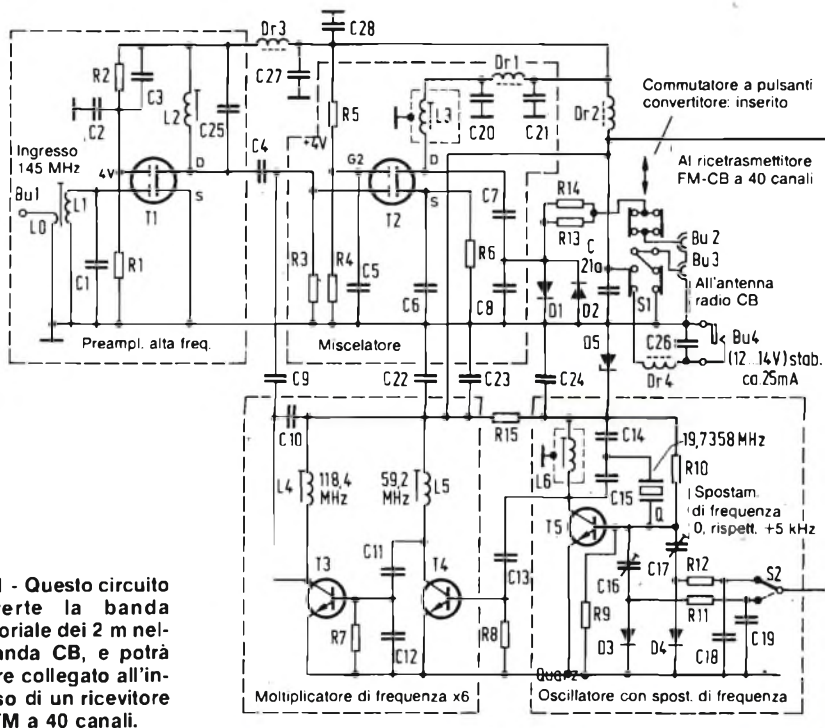 Dr3
C28
R2
C3
L2
C25
C2
C27
R5
Dr1
L3
C20
C21
Dr2
Commutatore a pulsanti
convertitore: inserito
Al ricetrasmettitore
FM-CB a 40 canali
Ingresso
145 MHz
Bu1
L0
L1
4V
D
S
T1
C4
+4V
G2
D
S
T2
C7
R14
R13
C
21a
Bu 2
Bu 3
All'antenna
radio CB
C1
R1
R3
R4
C5
C6
R6
C8
D1
D2
S1
Bu4
Preampl. alta freq.
Miscelatore
D5
C26
(12...14V) stab.
ca.25mA
Dr4
C9
C22
C23
C24
C10
R15
C14
19,7358 MHz
L4
118,4
MHz
59,2
MHz
L5
L6
C15
Q
R10
Spostam.
di frequenza
0, rispett. +5 kHz
T5
T3
C11
T4
C13
C16
C17
R12
S2
R11
R7
C12
R8
R9
D3
D4
C18
C19
Quarz
Moltiplicatore di frequenza x6
Oscillatore con spost. di frequenza
1 - Questo circuito
erte la banda
oriale dei 2 m nel-
anda CB, e potrà
re collegato all'in-
so di un ricevitore
FM a 40 canali.